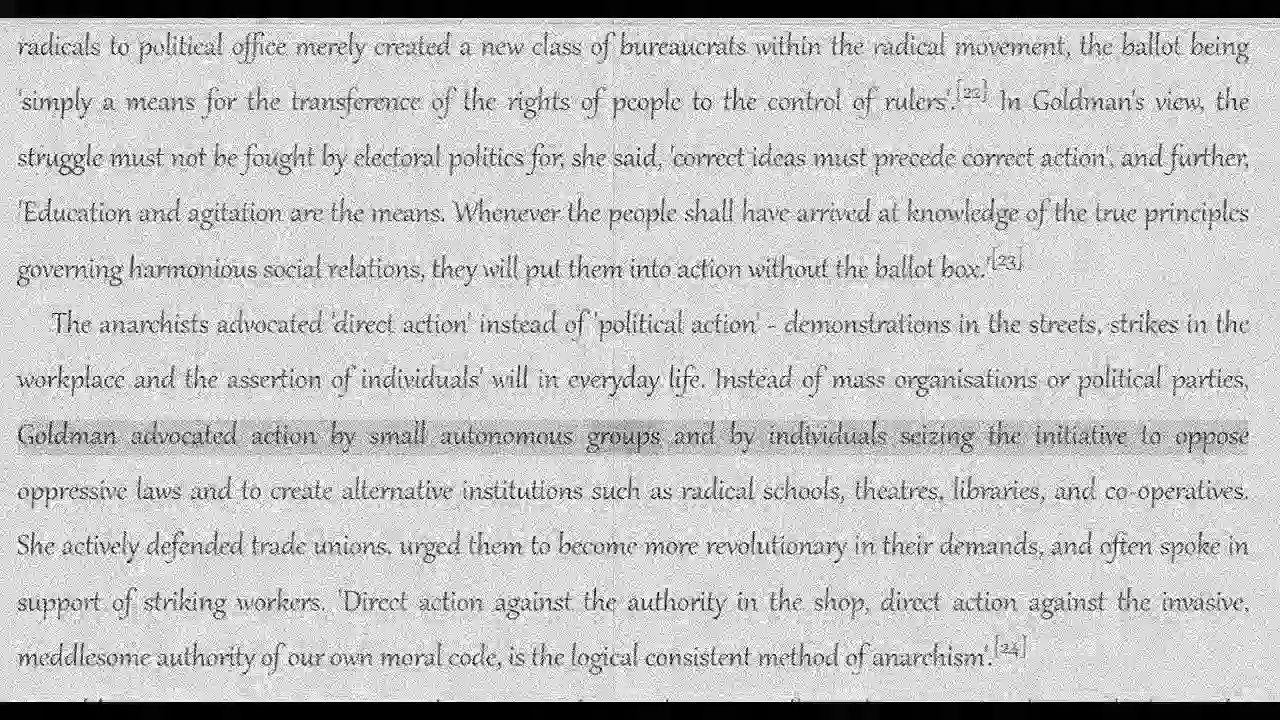 radicals to political office merely created a new class of bureaucrats within the radical movement, the ballot being
'simply a means for the transference of the rights of people to the control of rulers'.[22] In Goldman's view, the
struggle must not be fought by electoral politics for, she said, 'correct ideas must precede correct action', and further,
'Education and agitation are the means. Whenever the people shall have arrived at knowledge of the true principles
governing harmonious social relations, they will put them into action without the ballot box.'[23]
The anarchists advocated 'direct action' instead of 'political action' - demonstrations in the streets, strikes in the
workplace and the assertion of individuals' will in everyday life. Instead of mass organisations or political parties,
Goldman advocated action by small autonomous groups and by individuals seizing the initiative to oppose
oppressive laws and to create alternative institutions such as radical schools, theatres, libraries, and co-operatives.
She actively defended trade unions, urged them to become more revolutionary in their demands, and often spoke in
support of striking workers. 'Direct action against the authority in the shop, direct action against the invasive,
meddlesome authority of our own moral code, is the logical consistent method of anarchism'.[24]